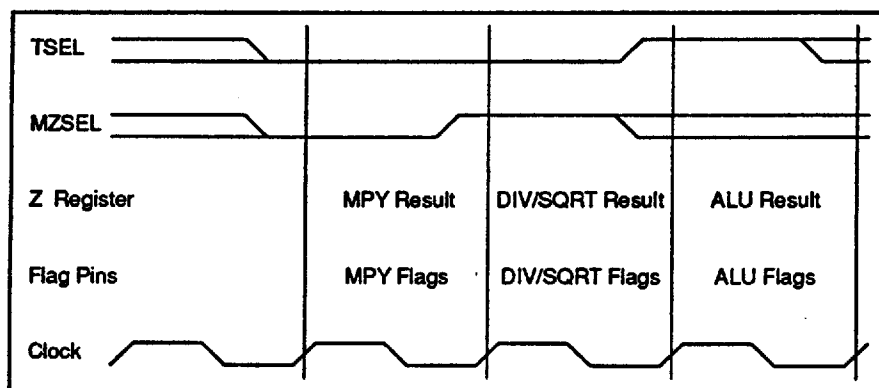 TSEL
MZSEL
Z Register MPY Result DIV/SQRT Result ALU Result
Flag Pins MPY Flags DIV/SQRT Flags ALU Flags
Clock